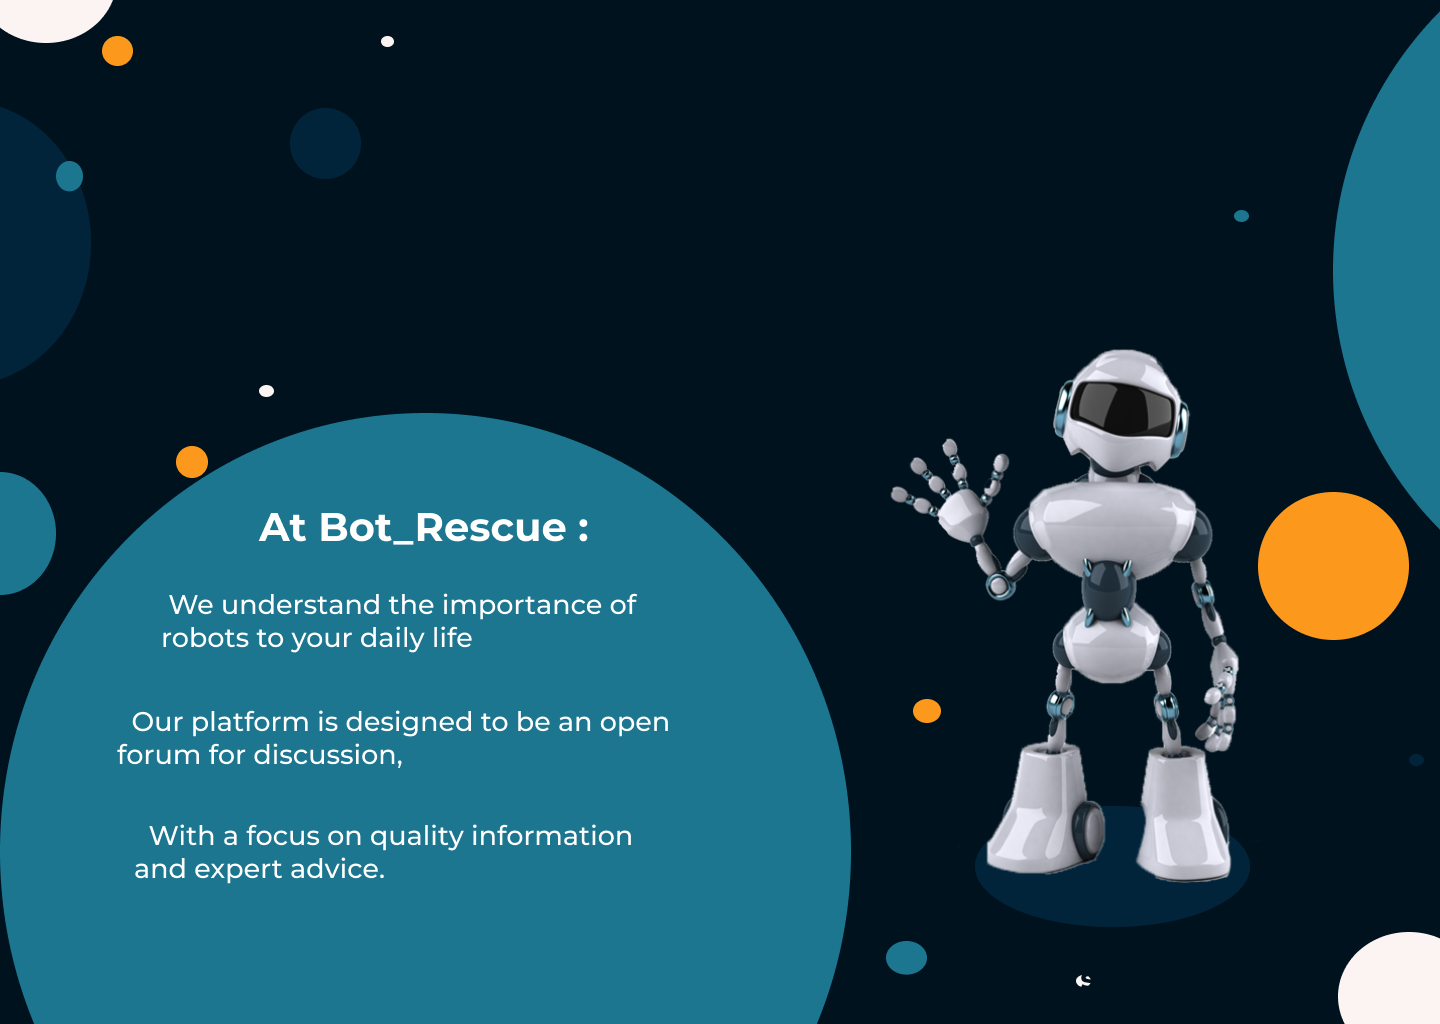 At Bot_Rescue :
We understand the importance of
robots to your daily life
Our platform is designed to be an open
forum for discussion,
With a focus on quality information
and expert advice.